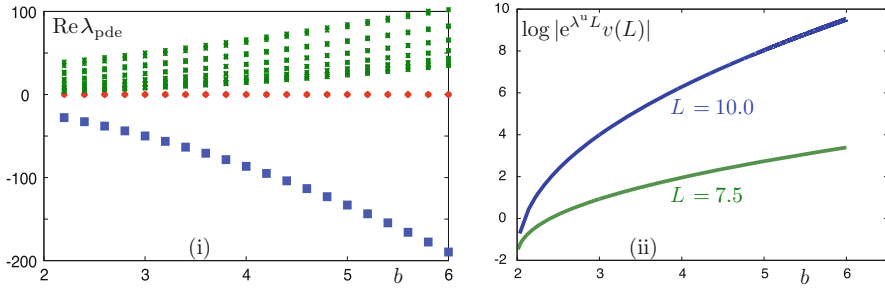 Re λ_pde
100
0
-100
-200
2
3
4
5
6
b
(i)
log |e^{λ^u L} v(L)|
10
8
6
4
2
0
-2
2
3
4
5
6
b
L = 10.0
L = 7.5
(ii)